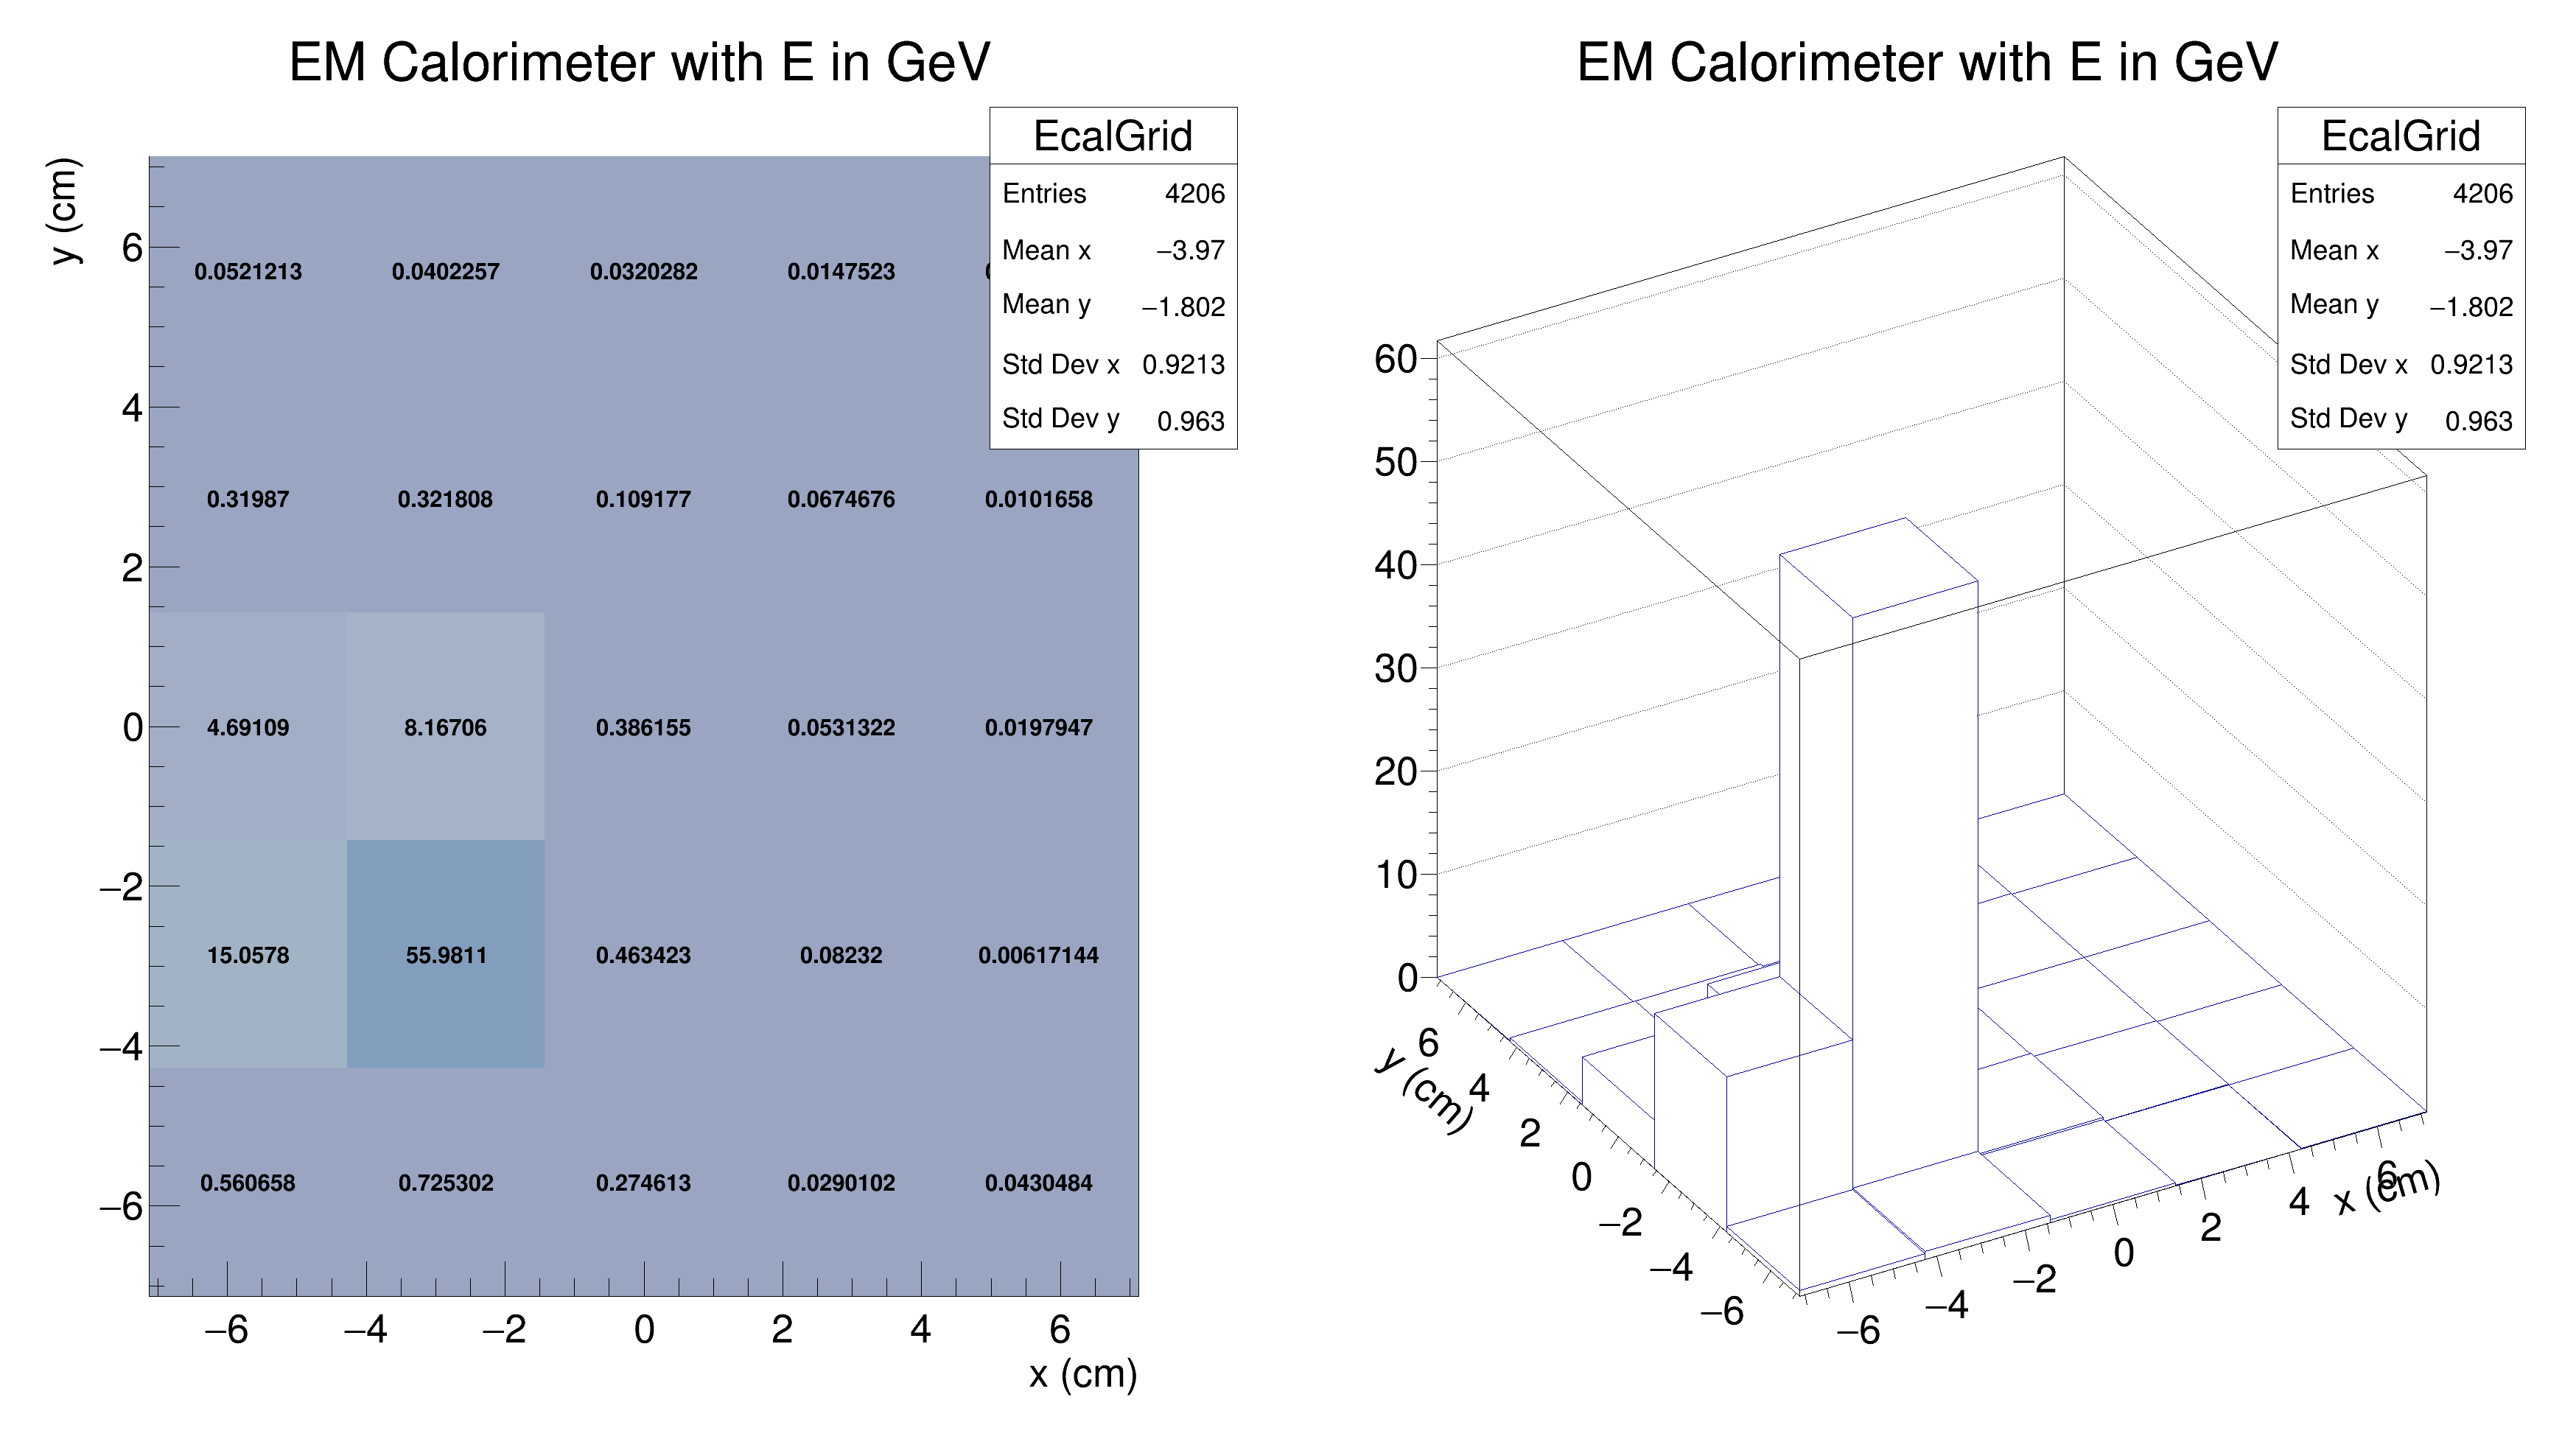 EM Calorimeter with E in GeV
EcalGrid
Entries 4206
Mean x −3.97
Mean y −1.802
Std Dev x 0.9213
Std Dev y 0.963
y (cm)
6
4
2
0
−2
−4
−6
0.0521213 0.0402257 0.0320282 0.0147523
0.31987 0.321808 0.109177 0.0674676 0.0101658
4.69109 8.16706 0.386155 0.0531322 0.0197947
15.0578 55.9811 0.463423 0.08232 0.00617144
0.560658 0.725302 0.274613 0.0290102 0.0430484
−6 −4 −2 0 2 4 6
x (cm)
EM Calorimeter with E in GeV
EcalGrid
Entries 4206
Mean x −3.97
Mean y −1.802
Std Dev x 0.9213
Std Dev y 0.963
60
50
40
30
20
10
0
6
4
2
0
−2
−4
−6
y (cm)
−6
−4
−2
0
2
4
6
x (cm)